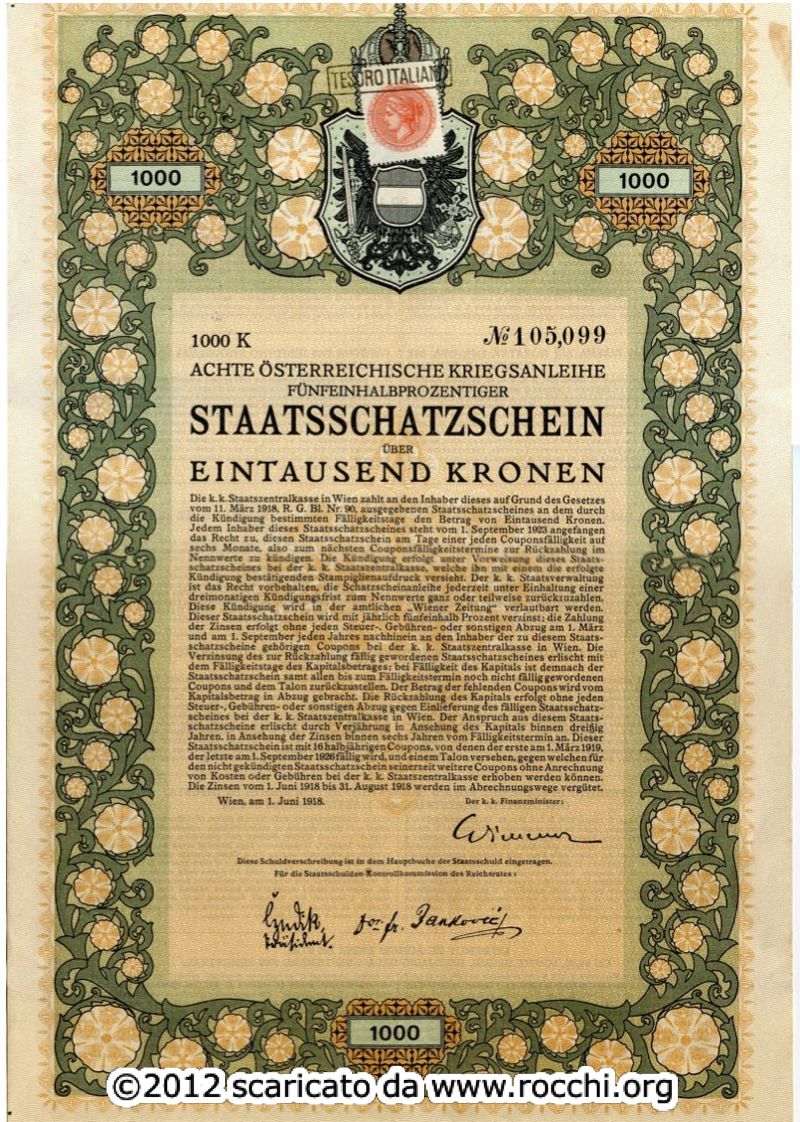 TESORO ITALIANO
1000
1000
1000 K
№ 105,099
ACHTE ÖSTERREICHISCHE KRIEGSANLEIHE
FÜNFEINHALBPROZENTIGER
STAATSSCHATZSCHEIN
ÜBER
EINTAUSEND KRONEN
Die k. k. Staatszentralkasse in Wien zahlt an den Inhaber dieses auf Grund des Gesetzes
vom 11. März 1918, R. G. Bl. Nr. 90, ausgegebenen Staatsschatzscheines an dem durch
die Kündigung bestimmten Fälligkeitstage den Betrag von Eintausend Kronen.
Jedem Inhaber dieses Staatsschatzscheines steht vom 1. September 1923 angefangen
das Recht zu, diesen Staatsschatzschein am Tage einer jeden Couponsfälligkeit auf
sechs Monate, also zum nächsten Couponsfälligkeitstermine zur Rückzahlung im
Nennwerte zu kündigen. Die Kündigung erfolgt unter Vorweisung dieses Staats-
schatzscheines bei der k. k. Staatszentralkasse, welche ihn mit einem die erfolgte
Kündigung bestätigenden Stampiglienaufdruck versieht. Der k. k. Staatsverwaltung
ist das Recht vorbehalten, die Schatzscheinanleihe jederzeit unter Einhaltung einer
dreimonatigen Kündigungsfrist zum Nennwerte ganz oder teilweise zurückzuzahlen.
Diese Kündigung wird in der amtlichen „Wiener Zeitung“ verlautbart werden.
Dieser Staatsschatzschein wird mit jährlich fünfeinhalb Prozent verzinst; die Zahlung
der Zinsen erfolgt ohne jeden Steuer-, Gebühren- oder sonstigen Abzug am 1. März
und am 1. September jeden Jahres nachhinein an den Inhaber der zu diesem Staats-
schatzscheine gehörigen Coupons bei der k. k. Staatszentralkasse in Wien. Die
Verzinsung des zur Rückzahlung fällig gewordenen Staatsschatzscheines erlischt mit
dem Fälligkeitstage des Kapitalsbetrages; bei Fälligkeit des Kapitals ist demnach der
Staatsschatzschein samt allen bis zum Fälligkeitstermin noch nicht fällig gewordenen
Coupons und dem Talon zurückzustellen. Der Betrag der fehlenden Coupons wird vom
Kapitalsbetrag in Abzug gebracht. Die Rückzahlung des Kapitals erfolgt ohne jeden
Steuer-, Gebühren- oder sonstigen Abzug gegen Einlieferung des fälligen Staatsschatz-
scheines bei der k. k. Staatszentralkasse in Wien. Der Anspruch aus diesem Staats-
schatzscheine erlischt durch Verjährung in Ansehung des Kapitals binnen dreißig
Jahren, in Ansehung der Zinsen binnen sechs Jahren vom Fälligkeitstermin an. Dieser
Staatsschatzschein ist mit 16 halbjährigen Coupons, von denen der erste am 1. März 1919,
der letzte am 1. September 1926 fällig wird, und einem Talon versehen, gegen welchen für
den nicht gekündigten Staatsschatzschein seinerzeit weitere Coupons ohne Anrechnung
von Kosten oder Gebühren bei der k. k. Staatszentralkasse erhoben werden können.
Die Zinsen vom 1. Juni 1918 bis 31. August 1918 werden im Abrechnungswege vergütet.
Wien, am 1. Juni 1918.
Der k. k. Finanzminister:
Wimmer
Diese Schuldverschreibung ist in dem Hauptbuche der Staatsschuld eingetragen.
Für die Staatsschulden-Kontrollkommission des Reichsrates:
Präsident.
Dor. fr. Jankovič
1000
©2012 scaricato da www.rocchi.org